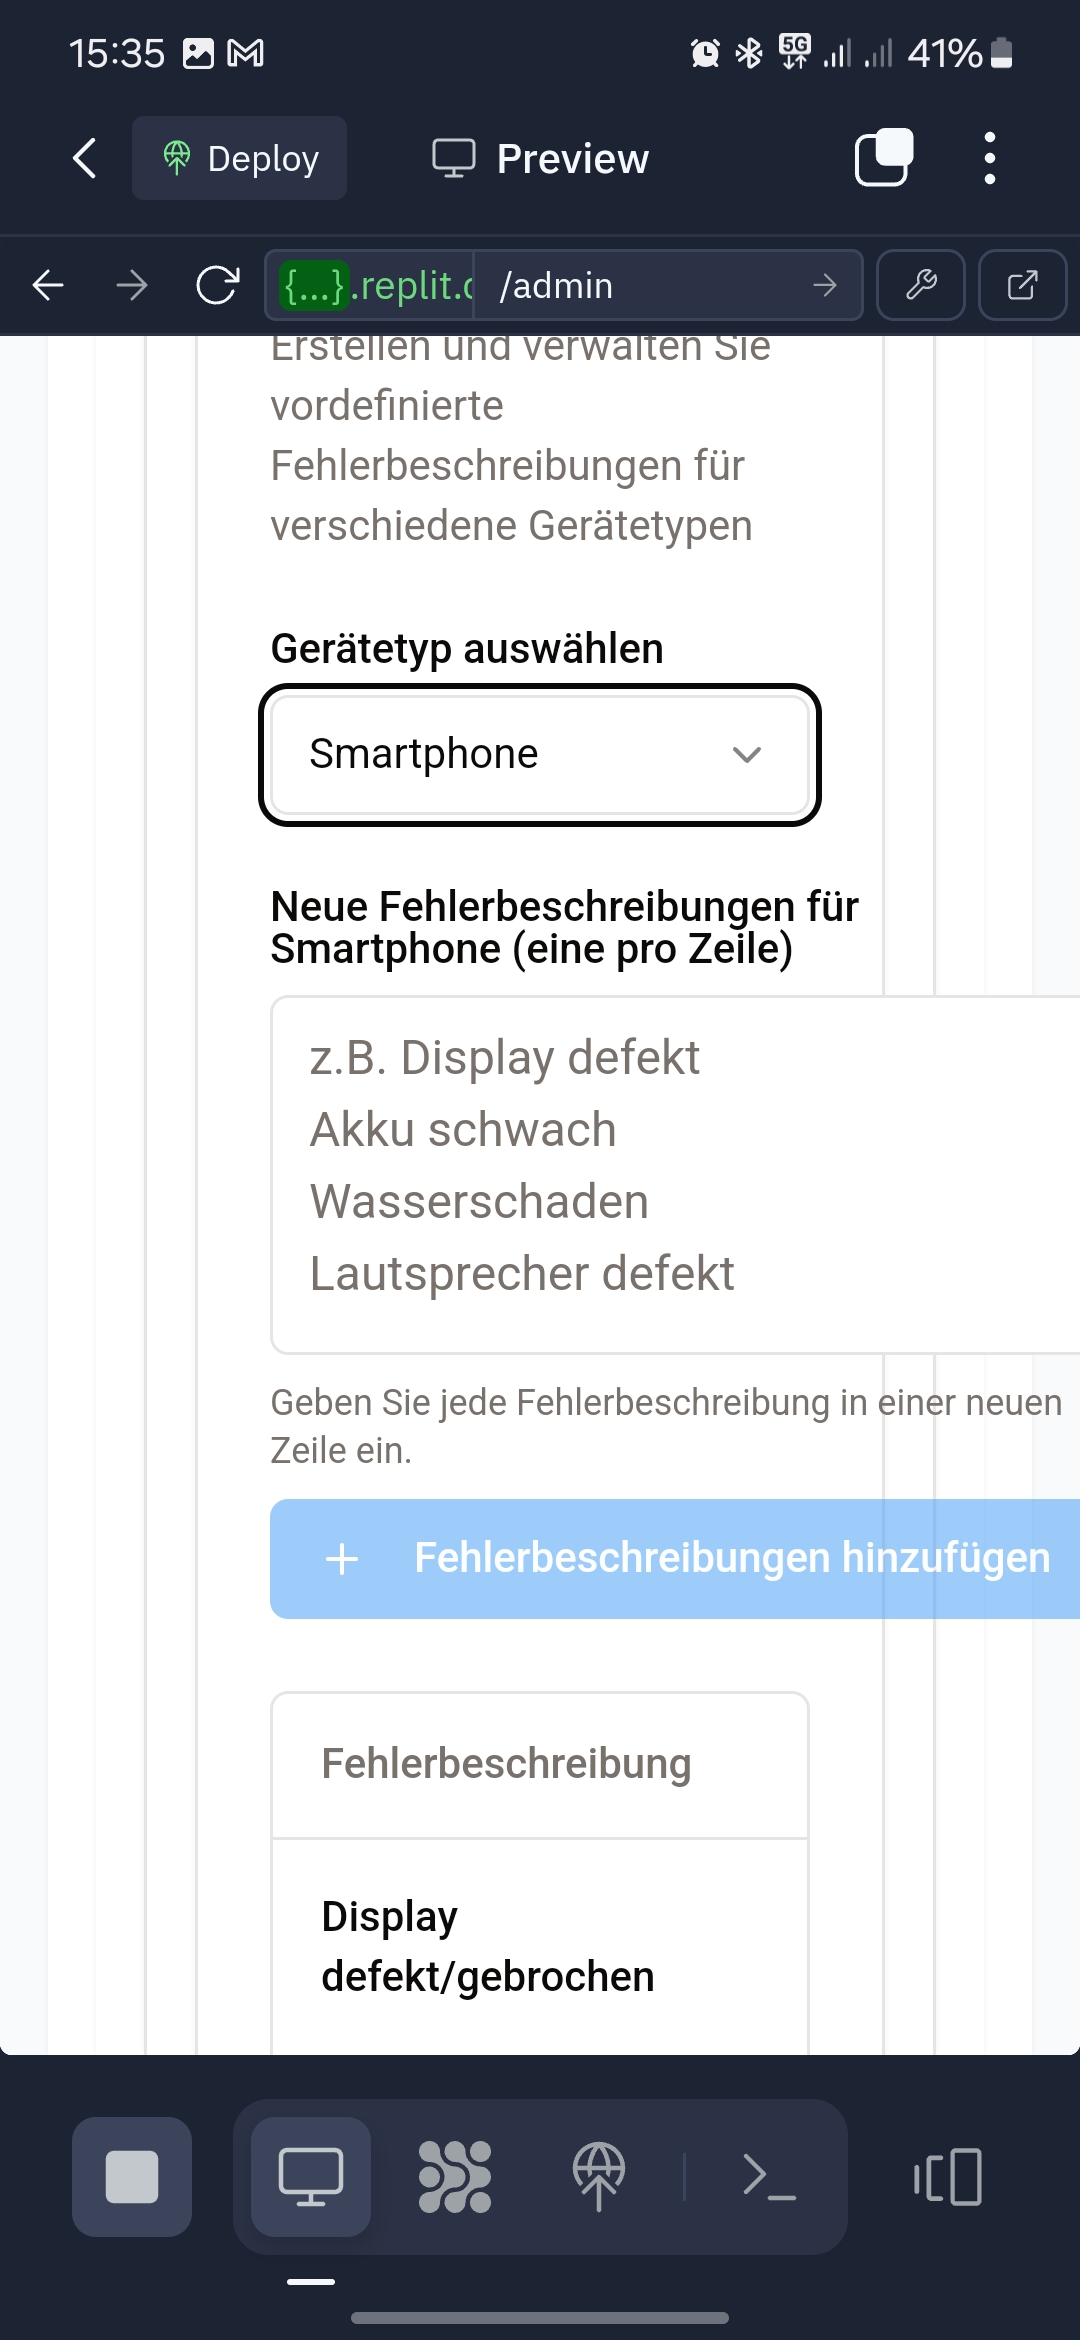 15:35
5G
41%
Deploy
Preview
{...}.replit.c
/admin
Erstellen und verwalten Sie
vordefinierte
Fehlerbeschreibungen für
verschiedene Gerätetypen
Gerätetyp auswählen
Smartphone
Neue Fehlerbeschreibungen für
Smartphone (eine pro Zeile)
z.B. Display defekt
Akku schwach
Wasserschaden
Lautsprecher defekt
Geben Sie jede Fehlerbeschreibung in einer neuen
Zeile ein.
+ Fehlerbeschreibungen hinzufügen
Fehlerbeschreibung
Display
defekt/gebrochen